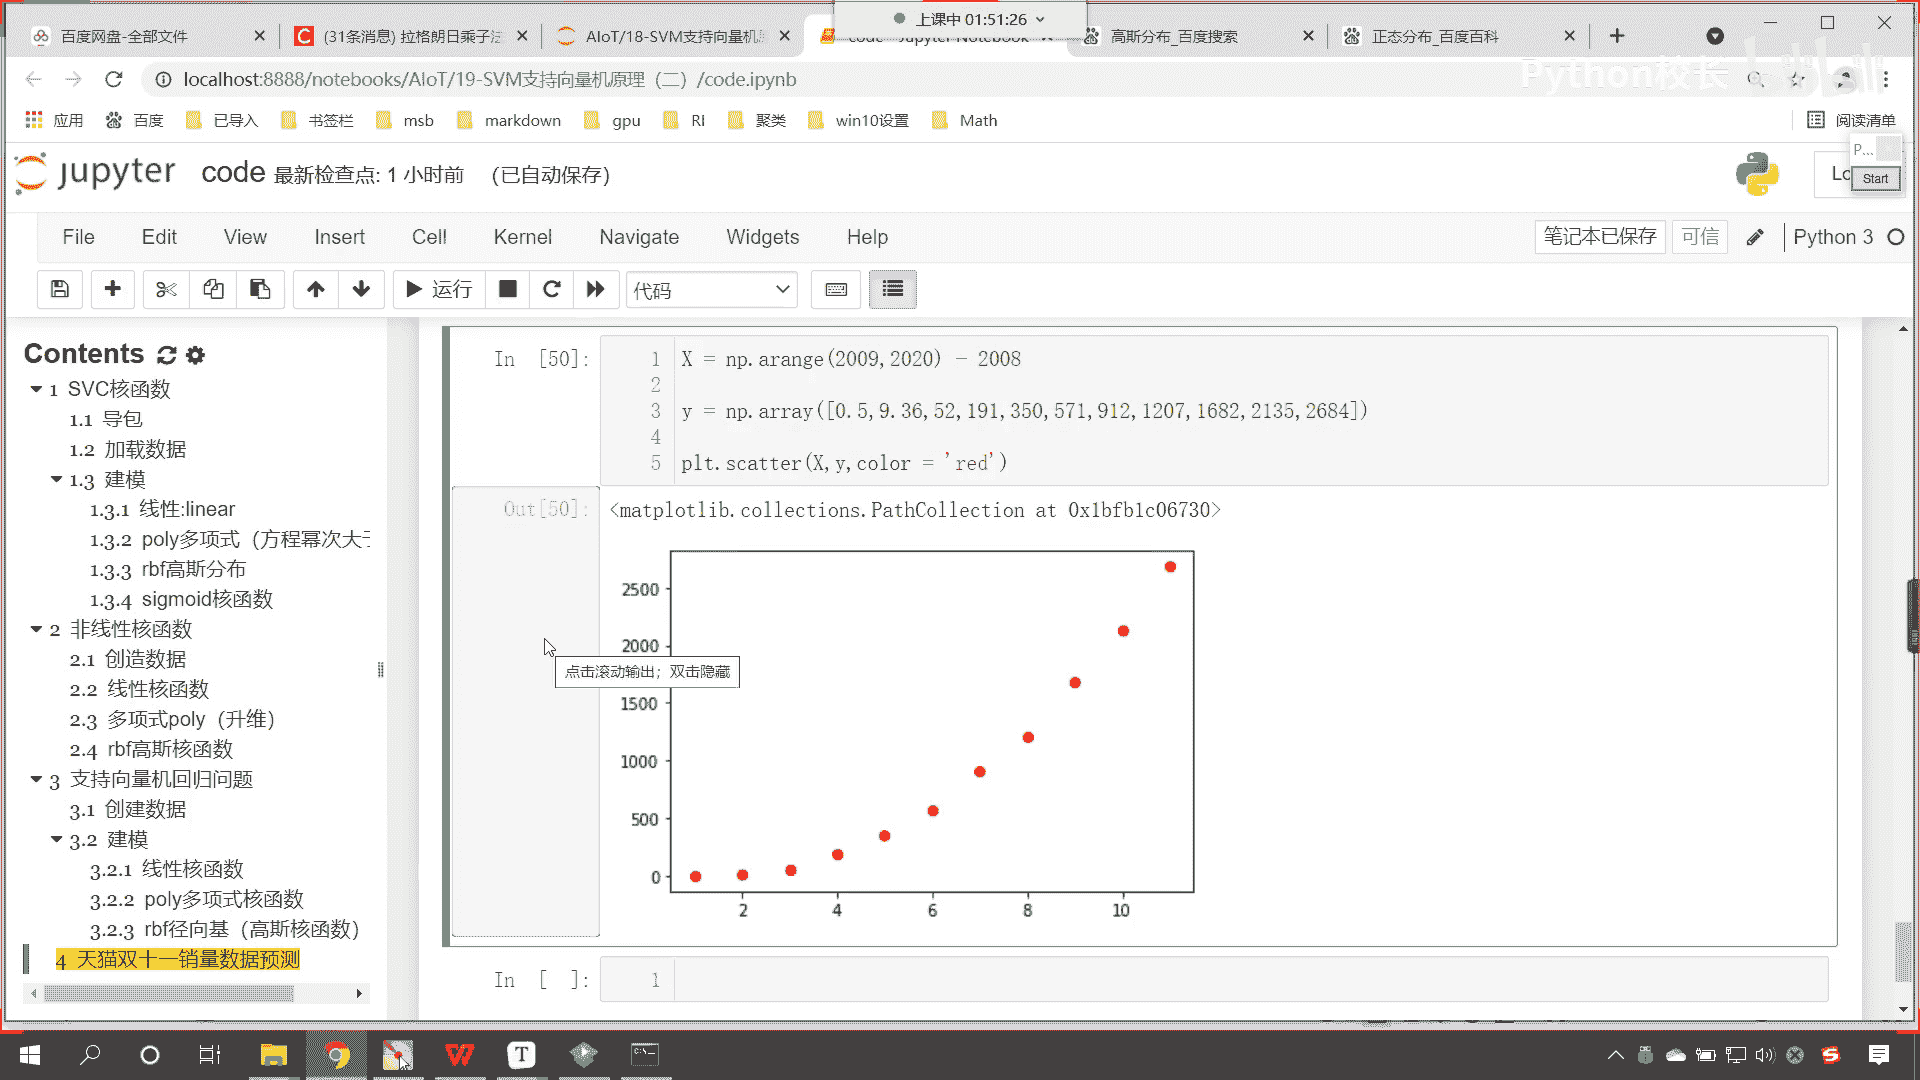 上课中 01:51:26
百度网盘-全部文件
(31条消息) 拉格朗日乘子法
AIoT/18-SVM支持向量机
code - Jupyter Notebook
高斯分布_百度搜索
正态分布_百度百科
localhost:8888/notebooks/AIoT/19-SVM支持向量机原理（二）/code.ipynb
Python校长
应用 百度 已导入 书签栏 msb markdown gpu RI 聚类 win10设置 Math 阅读清单
P...
Start
jupyter code 最新检查点: 1 小时前 (已自动保存)
File Edit View Insert Cell Kernel Navigate Widgets Help 笔记本已保存 可信 Python 3
运行 代码
Contents
1 SVC核函数
1.1 导包
1.2 加载数据
1.3 建模
1.3.1 线性:linear
1.3.2 poly多项式（方程幂次大于
1.3.3 rbf高斯分布
1.3.4 sigmoid核函数
2 非线性核函数
2.1 创造数据
2.2 线性核函数
2.3 多项式poly（升维）
2.4 rbf高斯核函数
3 支持向量机回归问题
3.1 创建数据
3.2 建模
3.2.1 线性核函数
3.2.2 poly多项式核函数
3.2.3 rbf径向基（高斯核函数）
4 天猫双十一销量数据预测
In [50]:
1 X = np.arange(2009,2020) - 2008
2
3 y = np.array([0.5,9.36,52,191,350,571,912,1207,1682,2135,2684])
4
5 plt.scatter(X,y,color = 'red')
Out[50]: <matplotlib.collections.PathCollection at 0x1bfb1c06730>
2500
2000
点击滚动输出；双击隐藏
1500
1000
500
0
2 4 6 8 10
In [ ]: 1